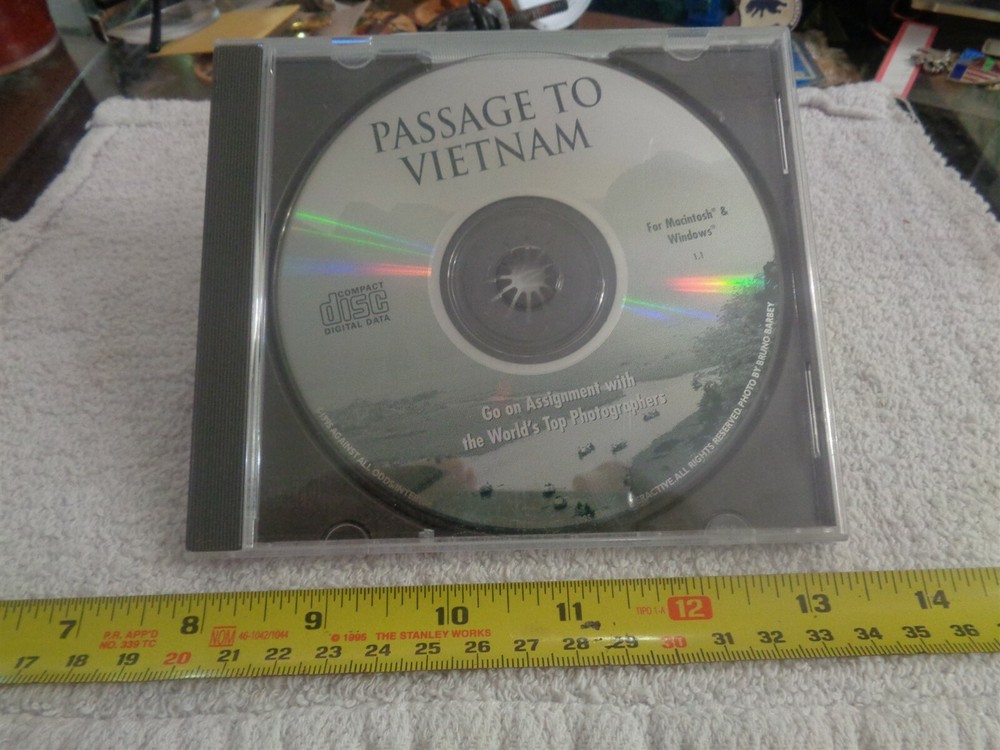 PASSAGE TO
VIETNAM
For Macintosh® &
Windows®
1.1
COMPACT
disc
DIGITAL DATA
Go on Assignment with
the World's Top Photographers
AGAINST ALL ODDS
ALL RIGHTS RESERVED. PHOTO BY BRUNO BARBEY
7 8 9 10 11 12 13 14
P.R. APP'D
NO. 339 TC
NOM
© 1995 THE STANLEY WORKS
17 18 19 20 21 22 23 24 25 26 27 28 29 30 31 32 33 34 35 36